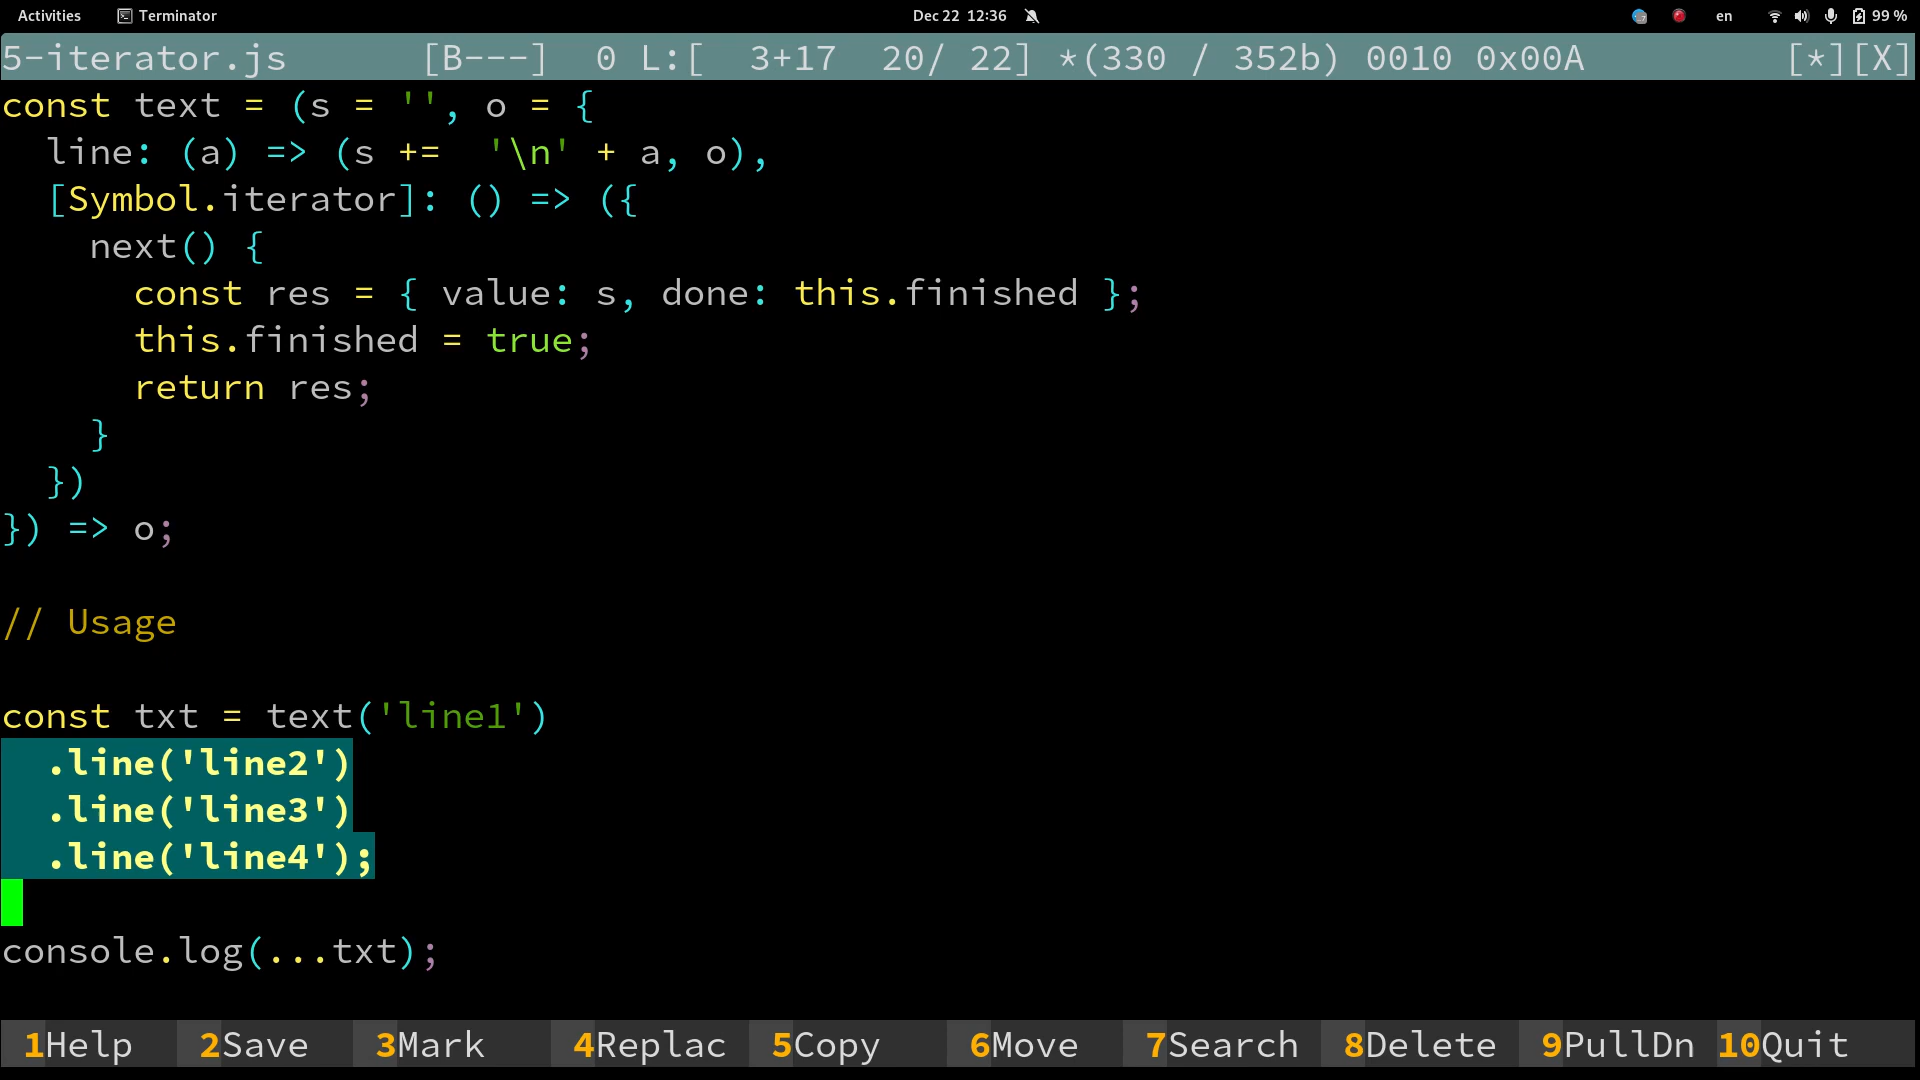 Activities Terminator Dec 22 12:36 en 99 %
5-iterator.js [B---] 0 L:[ 3+17 20/ 22] *(330 / 352b) 0010 0x00A [*][X]
const text = (s = '', o = {
  line: (a) => (s +=  '\n' + a, o),
  [Symbol.iterator]: () => ({
    next() {
      const res = { value: s, done: this.finished };
      this.finished = true;
      return res;
    }
  })
}) => o;
// Usage
const txt = text('line1')
  .line('line2')
  .line('line3')
  .line('line4');
console.log(...txt);
1Help 2Save 3Mark 4Replac 5Copy 6Move 7Search 8Delete 9PullDn 10Quit